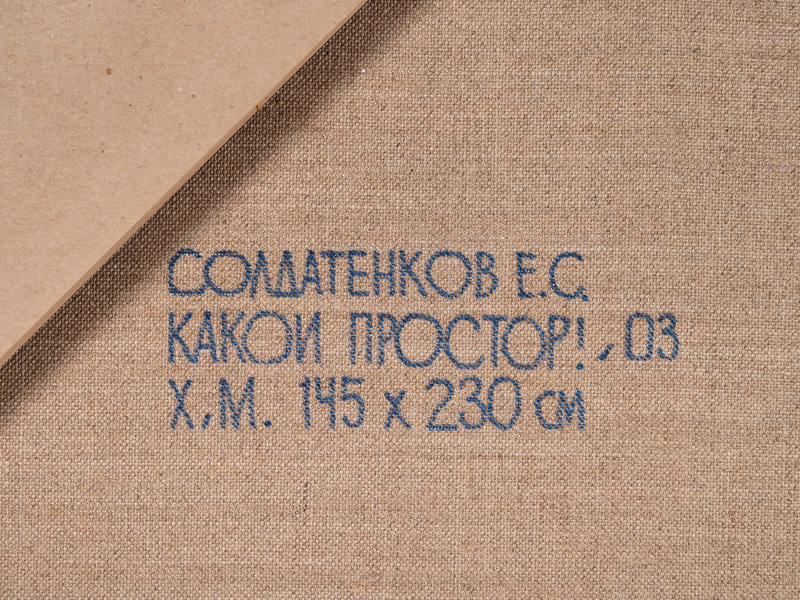 СОЛДАТЕНКОВ Е.С.
КАКОИ ПРОСТОР!, 03
Х,М. 145 х 230 см